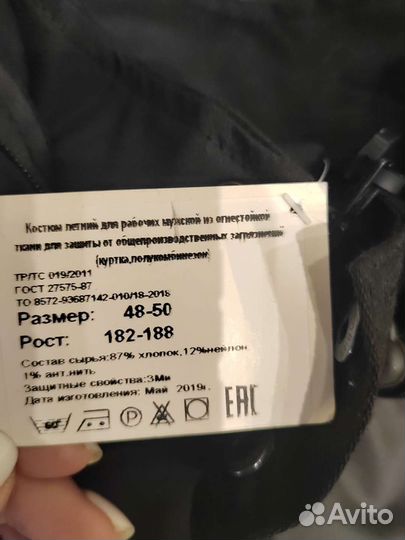 Костюм летний для рабочих мужской из огнестойкой
ткани для защиты от общепроизводственных загрязнений
(куртка,полукомбинезон)
ТР/ТС 019/2011
ГОСТ 27575-87
ТО 8572-93687142-010/18-2018
Размер: 48-50
Рост: 182-188
Состав сырья:87% хлопок,12%нейлон,
1% ант.нить
Защитные свойства:ЗМи
Дата изготовления: Май 2019г.
60° P EAC
Avito